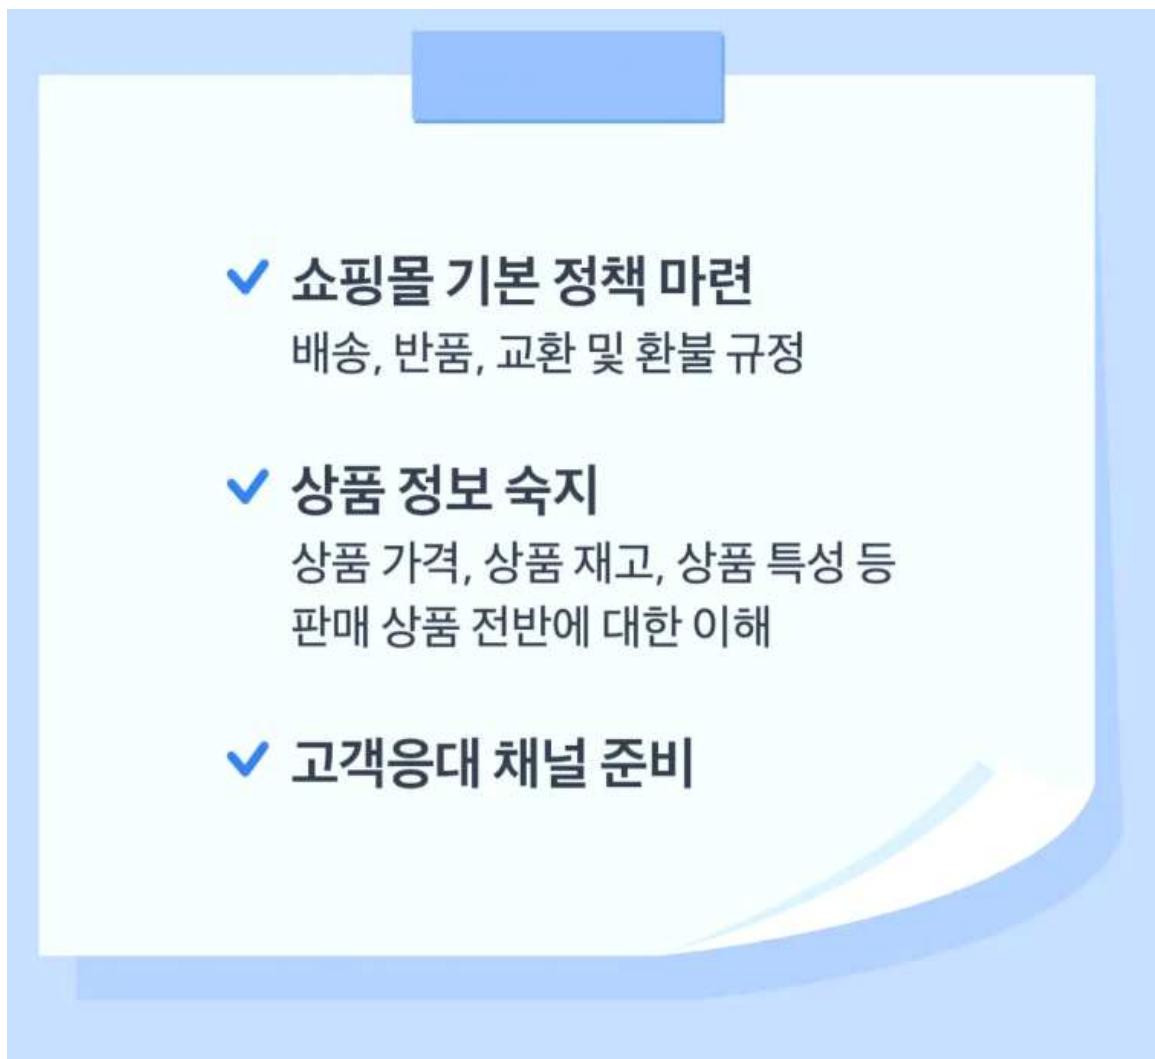 쇼핑몰 기본 정책 마련
배송, 반품, 교환 및 환불 규정
상품 정보 숙지
상품 가격, 상품 재고, 상품 특성 등
판매 상품 전반에 대한 이해
고객응대 채널 준비